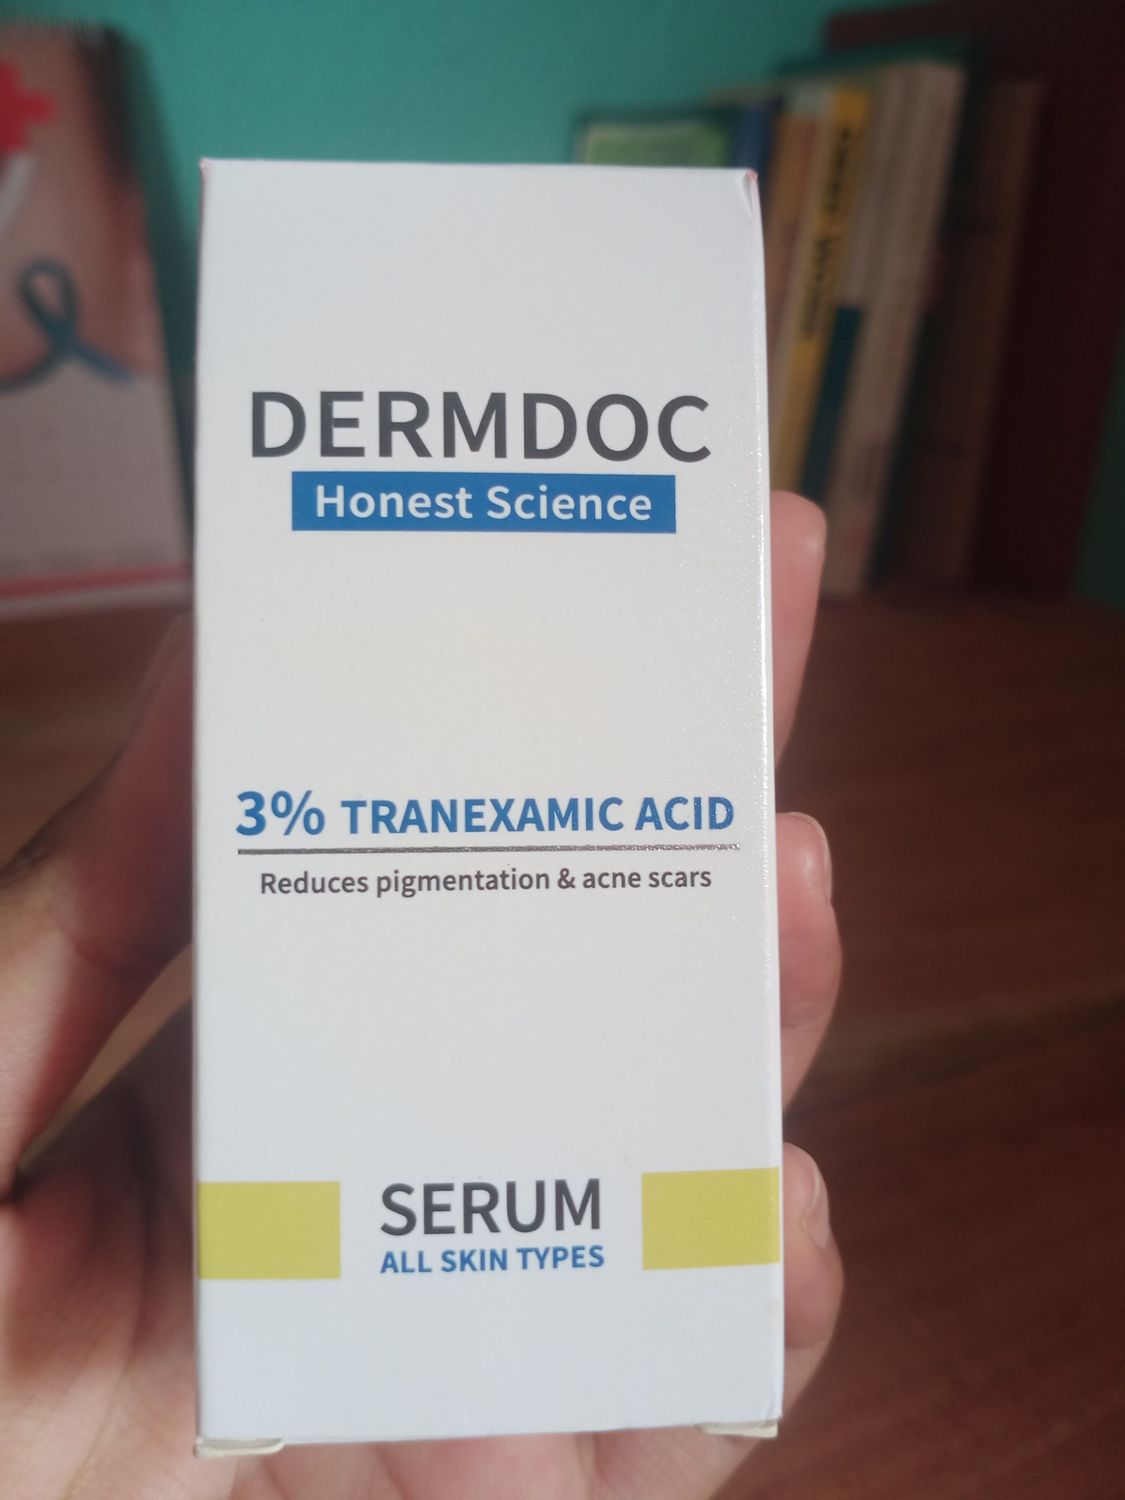 DERMDOC
Honest Science
3% TRANEXAMIC ACID
Reduces pigmentation & acne scars
SERUM
ALL SKIN TYPES